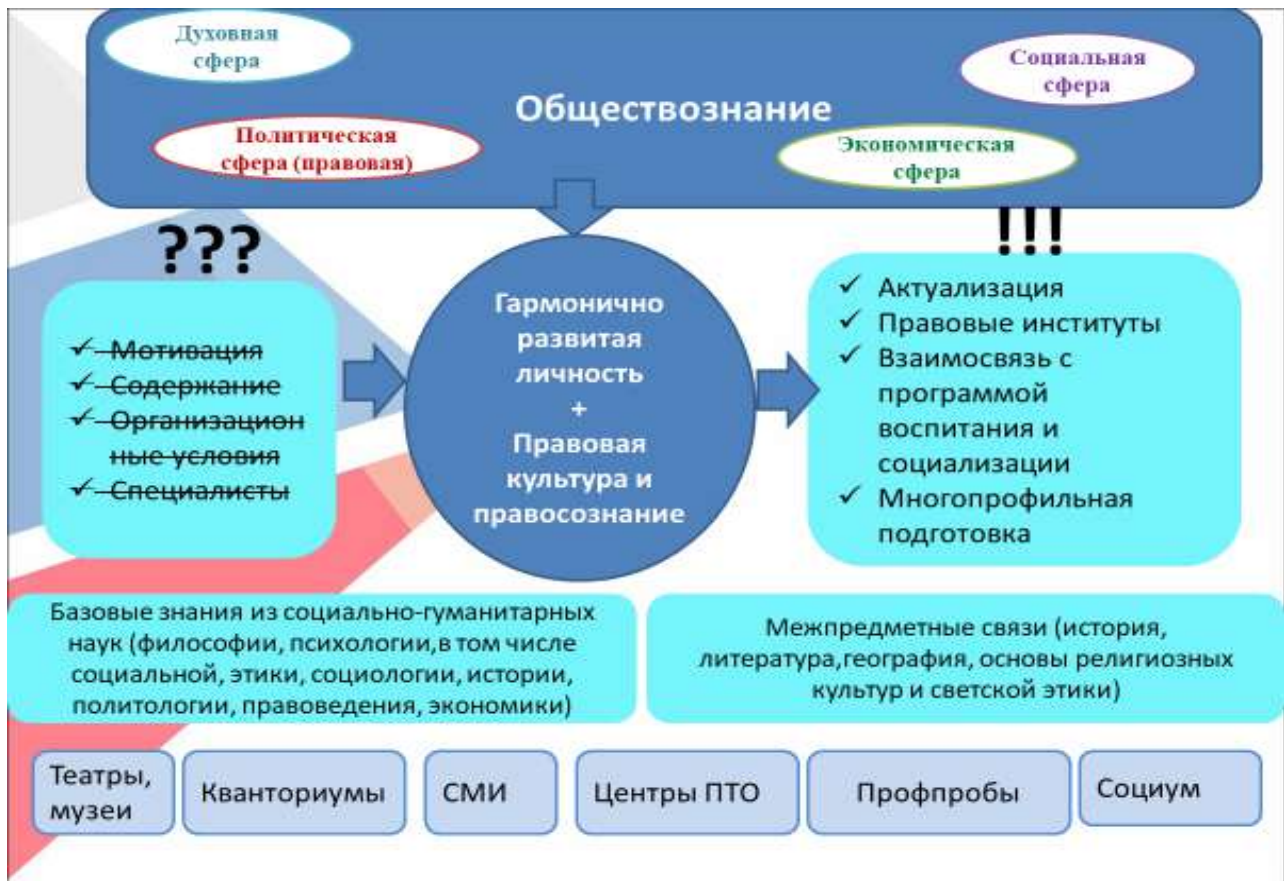 Духовная
сфера
Социальная
сфера
Обществознание
Политическая
сфера (правовая)
Экономическая
сфера
???
!!!
Мотивация
Содержание
Организацион
ные условия
Специалисты
Гармонично
развитая
личность
+
Правовая
культура и
правосознание
Актуализация
Правовые институты
Взаимосвязь с
программой
воспитания и
социализации
Многопрофильная
подготовка
Базовые знания из социально-гуманитарных
наук (философии, психологии,в том числе
социальной, этики, социологии, истории,
политологии, правоведения, экономики)
Межпредметные связи (история,
литература,география, основы религиозных
культур и светской этики)
Театры,
музеи
Кванториумы
СМИ
Центры ПТО
Профпробы
Социум